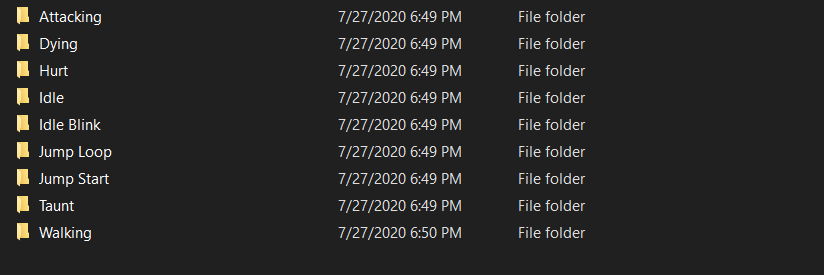 Attacking 7/27/2020 6:49 PM File folder
Dying 7/27/2020 6:49 PM File folder
Hurt 7/27/2020 6:49 PM File folder
Idle 7/27/2020 6:49 PM File folder
Idle Blink 7/27/2020 6:49 PM File folder
Jump Loop 7/27/2020 6:49 PM File folder
Jump Start 7/27/2020 6:49 PM File folder
Taunt 7/27/2020 6:49 PM File folder
Walking 7/27/2020 6:50 PM File folder